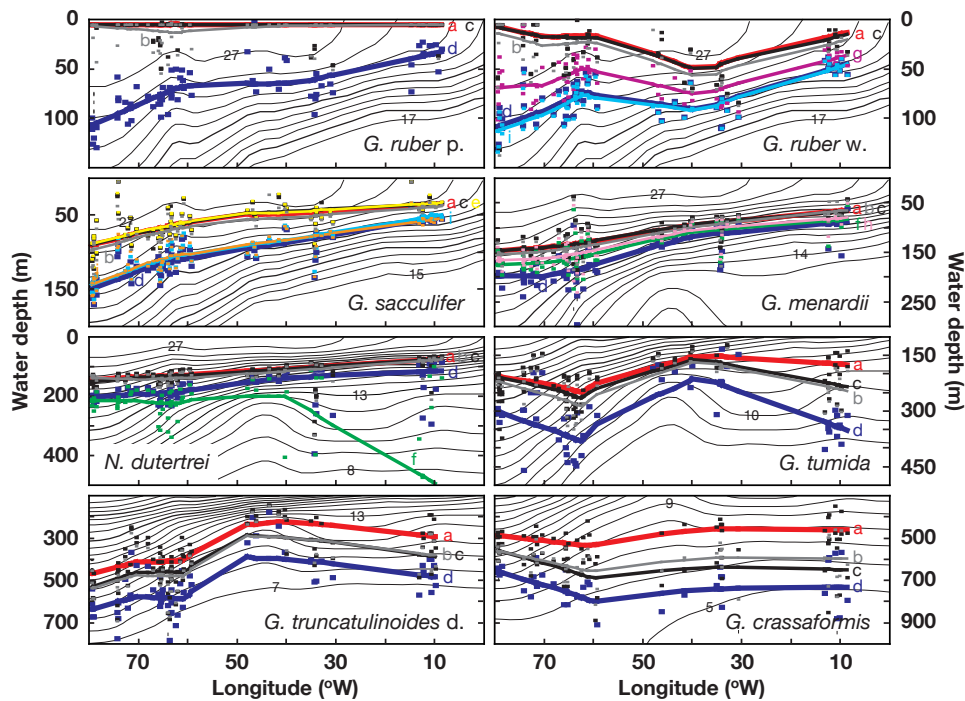 0
50
100
b
a c
d
27
17
G. ruber p.
0
50
100
b
a c
g
d
i
27
17
G. ruber w.
50
150
27
b
a c e
i
d
15
G. sacculifer
50
150
250
27
a b c
f h
d
14
G. menardii
0
200
400
27
a b c
d
13
f
8
N. dutertrei
150
300
450
a
c
b
d
10
G. tumida
300
500
700
13
a
b c
d
7
G. truncatulinoides d.
500
700
900
9
a
b
c
d
5
G. crassaformis
Water depth (m)
Water depth (m)
70
50
30
10
Longitude (°W)
70
50
30
10
Longitude (°W)